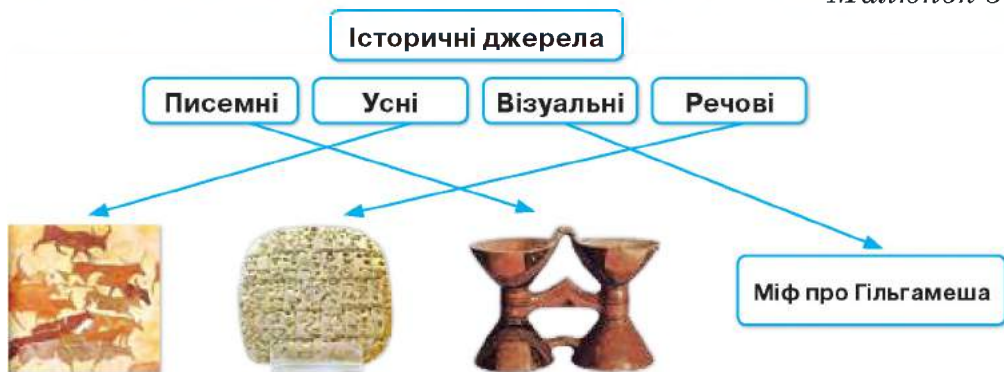 Історичні джерела
Писемні
Усні
Візуальні
Речові
Міф про Гільгамеша